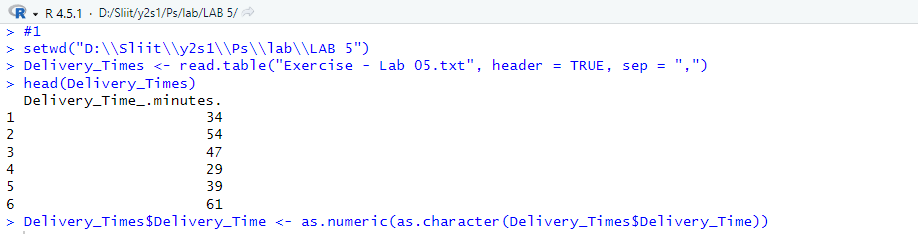 R 4.5.1 · D:/Sliit/y2s1/Ps/lab/LAB 5/
> #1
> setwd("D:\\Sliit\\y2s1\\Ps\\lab\\LAB 5")
> Delivery_Times <- read.table("Exercise - Lab 05.txt", header = TRUE, sep = ",")
> head(Delivery_Times)
  Delivery_Time_.minutes.
1                      34
2                      54
3                      47
4                      29
5                      39
6                      61
> Delivery_Times$Delivery_Time <- as.numeric(as.character(Delivery_Times$Delivery_Time))